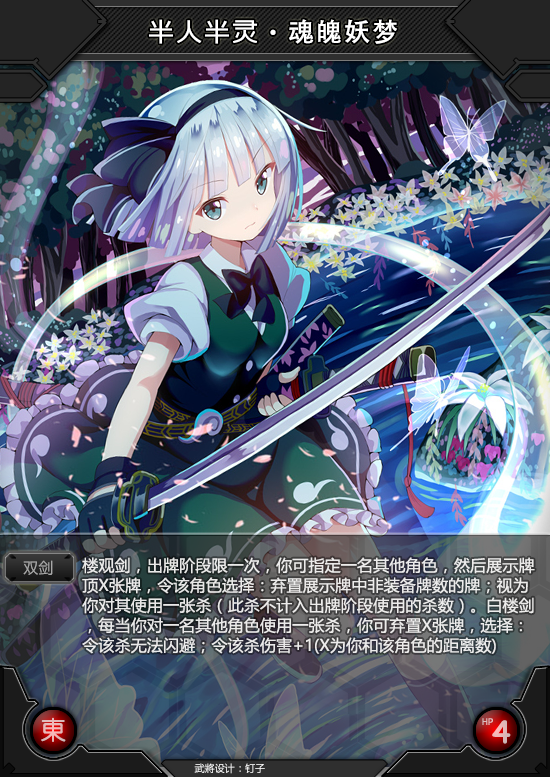 半人半灵·魂魄妖梦
双剑
楼观剑，出牌阶段限一次，你可指定一名其他角色，然后展示牌
顶X张牌，令该角色选择：弃置展示牌中非装备牌数的牌；视为
你对其使用一张杀（此杀不计入出牌阶段使用的杀数）。白楼剑
，每当你对一名其他角色使用一张杀，你可弃置X张牌，选择：
令该杀无法闪避；令该杀伤害+1(X为你和该角色的距离数)
東
HP 4
武將设计：钉子